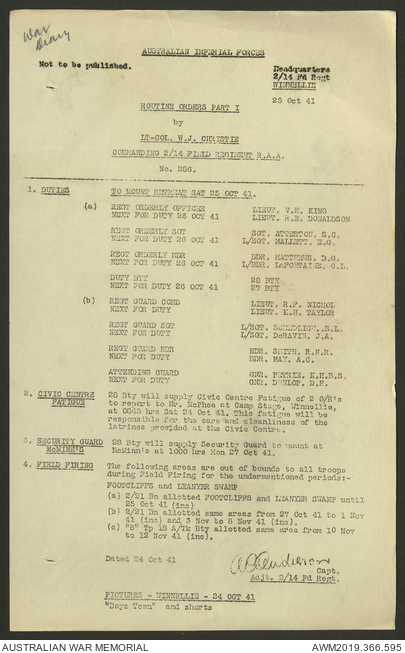 War
Diary
AUSTRALIAN IMPERIAL FORCES
Not to be published.
Headquarters
2/14 Fd Regt
WINNELLIE
25 Oct 41
ROUTINE ORDERS PART I
by
LT-COL. W.J. CHRISTIE
COMMANDING 2/14 FIELD REGIMENT R.A.A.
No. 286.
1. DUTIES TO MOUNT RETREAT SAT 25 OCT 41.
(a) REGT ORDERLY OFFICER LIEUT. V.H. KING
NEXT FOR DUTY 26 OCT 41 LIEUT. R.S. DONALDSON
REGT ORDERLY SGT SGT. ATHERTON, S.C.
NEXT FOR DUTY 26 OCT 41 L/SGT. MALLETT, E.G.
REGT ORDERLY BDR BDR. MATTHEWS, D.G.
NEXT FOR DUTY 26 OCT 41 L/BDR. LaFONTAINE, G.L.
DUTY BTY 28 BTY
NEXT FOR DUTY 26 OCT 41 27 BTY
(b) REGT GUARD COMD LIEUT. R.F. NICHOL
NEXT FOR DUTY LIEUT. K.H. TAYLOR
REGT GUARD SGT L/SGT. B.L.
NEXT FOR DUTY L/SGT. DeRAVIN, J.A.
REGT GUARD BDR BDR. SMITH, R.N.R.
NEXT FOR DUTY BDR. MAY, A.C.
ATTENDING GUARD GNR. K.H.B.S.
NEXT FOR DUTY GNR. DUNLOP, D.H.
2. CIVIC CENTRE 28 Bty will supply Civic Centre Fatigue of 2 O/R's
FATIGUE to report to Mr. McPhee at Camp Stage, Winnellie,
at 0845 hrs Sat 24 Oct 41. This fatigue will be
responsible for the care and cleanliness of the
latrines provided at the Civic Centre.
3. SECURITY GUARD 28 Bty will supply Security Guard to mount at
McMINN'S McMinn's at 1000 hrs Mon 27 Oct 41.
4. FIELD FIRING The following areas are out of bounds to all troops
during Field Firing for the undermentioned periods:-
FOOTCLIFFS and LEANYER SWAMP
(a) 2/21 Bn allotted FOOTCLIFFS and LEANYER SWAMP until
25 Oct 41 (inc)
(b) 2/21 Bn allotted same areas from 27 Oct 41 to 1 Nov
41 (inc) and 3 Nov to 8 Nov 41 (inc).
(c) "B" Tp 18 A/Tk Bty allotted same area from 10 Nov
to 12 Nov 41 (inc).
Dated 24 Oct 41
Capt.
Adjt. 2/14 Fd Regt.
PICTURES - WINNELLIE - 24 OCT 41
"Boys Town" and shorts
AUSTRALIAN WAR MEMORIAL
AWM2019.366.595